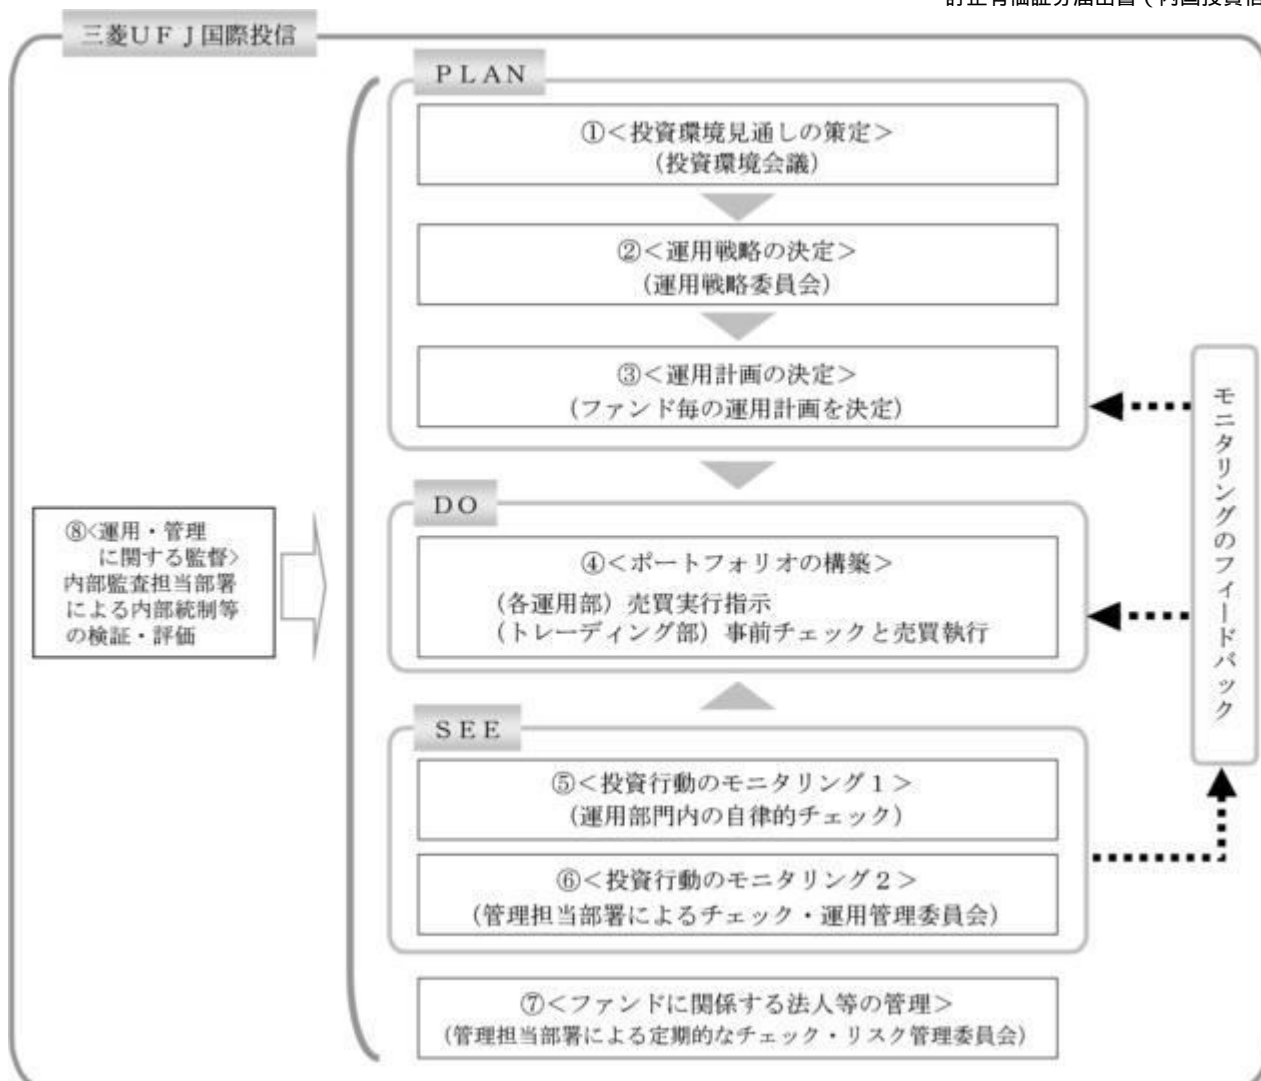 三菱UFJ国際投信
PLAN
①<投資環境見通しの策定>
(投資環境会議)
②<運用戦略の決定>
(運用戦略委員会)
③<運用計画の決定>
(ファンド毎の運用計画を決定)
DO
④<ポートフォリオの構築>
(各運用部)売買実行指示
(トレーディング部)事前チェックと売買執行
SEE
⑤<投資行動のモニタリング1>
(運用部門内の自律的チェック)
⑥<投資行動のモニタリング2>
(管理担当部署によるチェック・運用管理委員会)
⑦<ファンドに関係する法人等の管理>
(管理担当部署による定期的なチェック・リスク管理委員会)
⑧<運用・管理
に関する監督>
内部監査担当部署
による内部統制等
の検証・評価
モニタリングのフィードバック